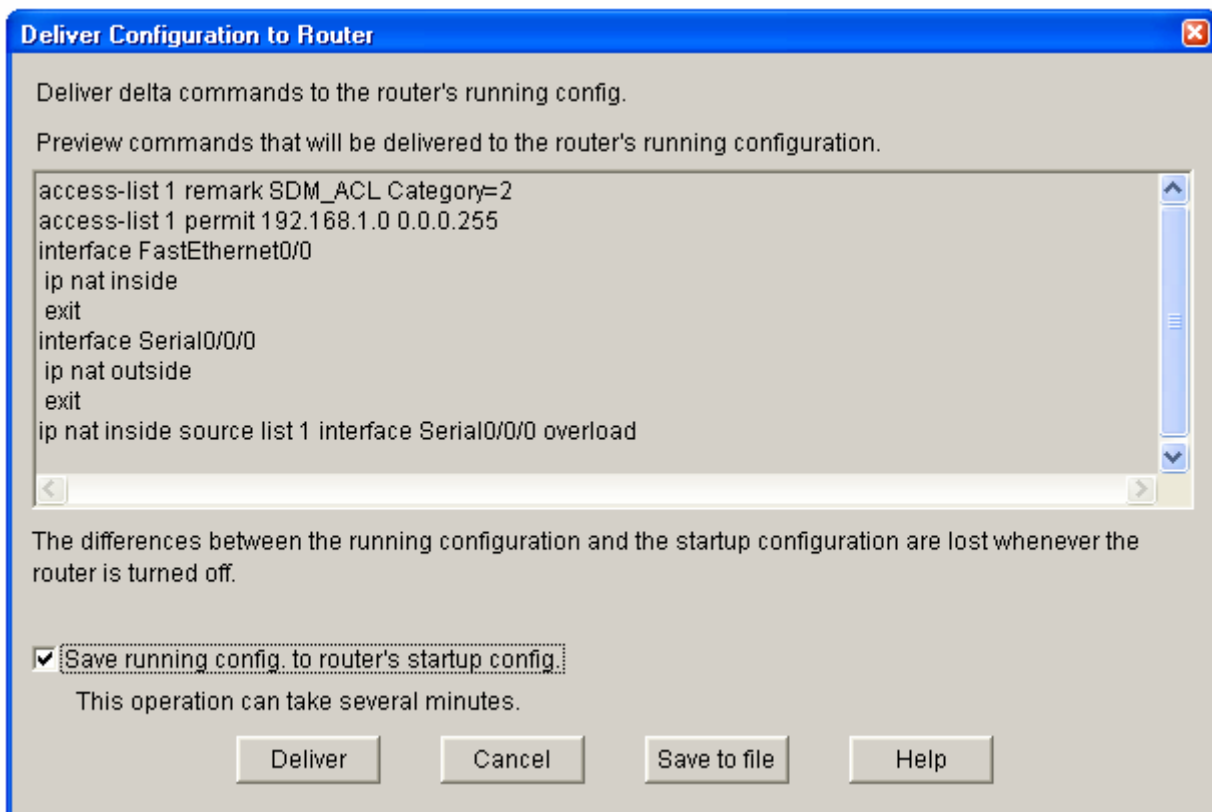 Deliver Configuration to Router
Deliver delta commands to the router's running config.
Preview commands that will be delivered to the router's running configuration.
access-list 1 remark SDM_ACL Category=2
access-list 1 permit 192.168.1.0 0.0.0.255
interface FastEthernet0/0
 ip nat inside
 exit
interface Serial0/0/0
 ip nat outside
 exit
ip nat inside source list 1 interface Serial0/0/0 overload
The differences between the running configuration and the startup configuration are lost whenever the
router is turned off.
Save running config. to router's startup config.
This operation can take several minutes.
Deliver Cancel Save to file Help